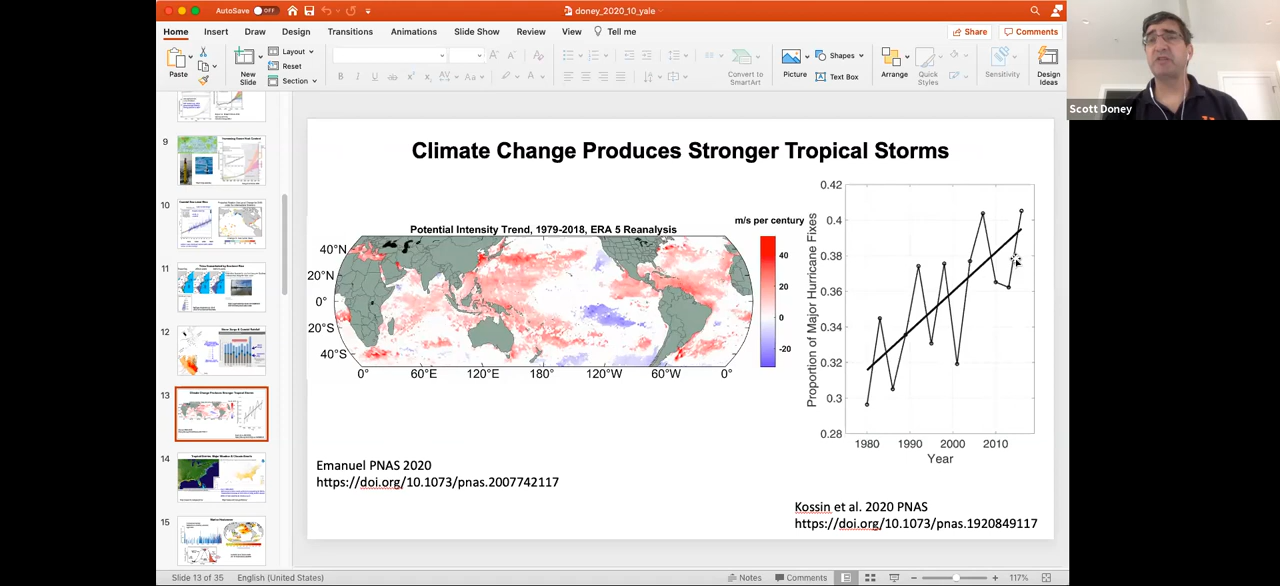 AutoSave OFF
doney_2020_10_yale
Home Insert Draw Design Transitions Animations Slide Show Review View Tell me
Share Comments
Paste
New Slide
Layout
Reset
Section
Convert to SmartArt
Picture
Shapes
Text Box
Arrange
Quick Styles
Sensitivity
Design Ideas
Scott Doney
9
10
11
12
13
14
15
Climate Change Produces Stronger Tropical Storms
Potential Intensity Trend, 1979-2018, ERA 5 Reanalysis
m/s per century
40°N
20°N
0°
20°S
40°S
0° 60°E 120°E 180° 120°W 60°W 0°
40
20
0
-20
Proportion of Major Hurricane Fixes
0.42
0.4
0.38
0.36
0.34
0.32
0.3
0.28
1980 1990 2000 2010
Year
Emanuel PNAS 2020
https://doi.org/10.1073/pnas.2007742117
Kossin et al. 2020 PNAS
https://doi.org/10.1073/pnas.1920849117
Slide 13 of 35 English (United States)
Notes Comments 117%